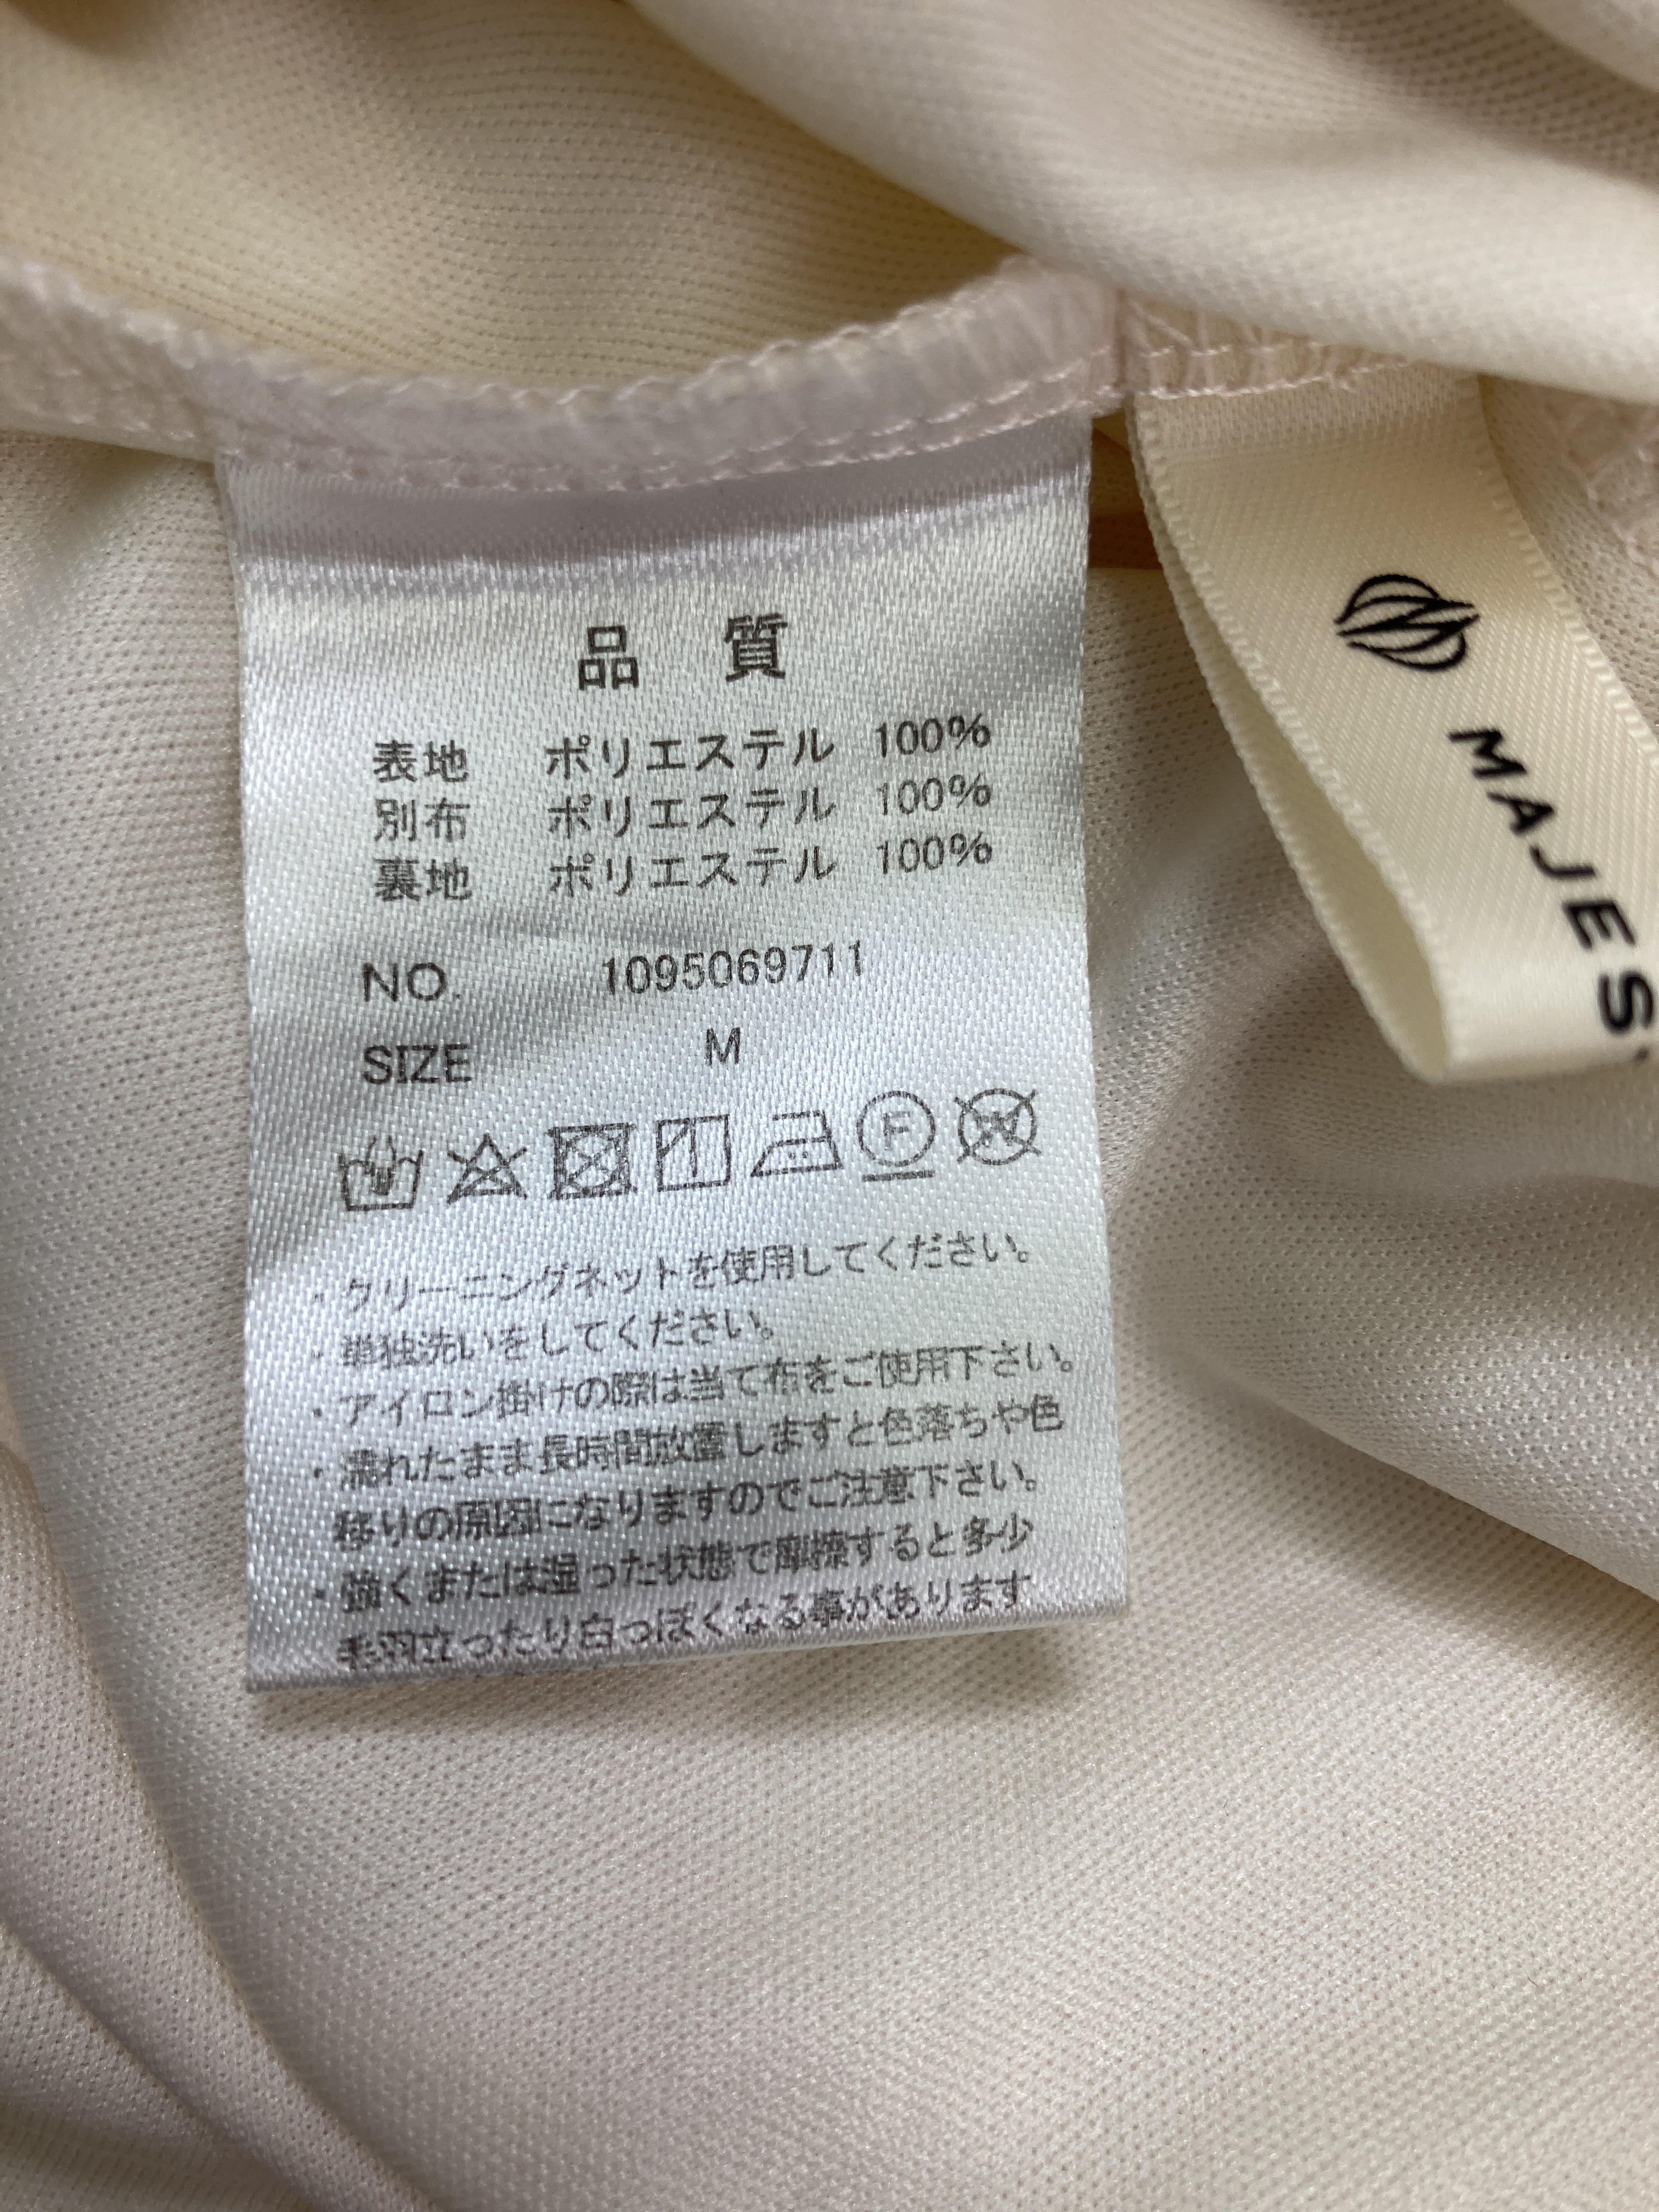 品 質
表地 ポリエステル 100%
別布 ポリエステル 100%
裏地 ポリエステル 100%
NO. 1095069711
SIZE M
F
W
・クリーニングネットを使用してください。
・単独洗いをしてください。
・アイロン掛けの際は当て布をご使用下さい。
・濡れたまま長時間放置しますと色落ちや色
移りの原因になりますのでご注意下さい。
・強くまたは湿った状態で摩擦すると多少
毛羽立ったり白っぽくなる事があります
MAJES